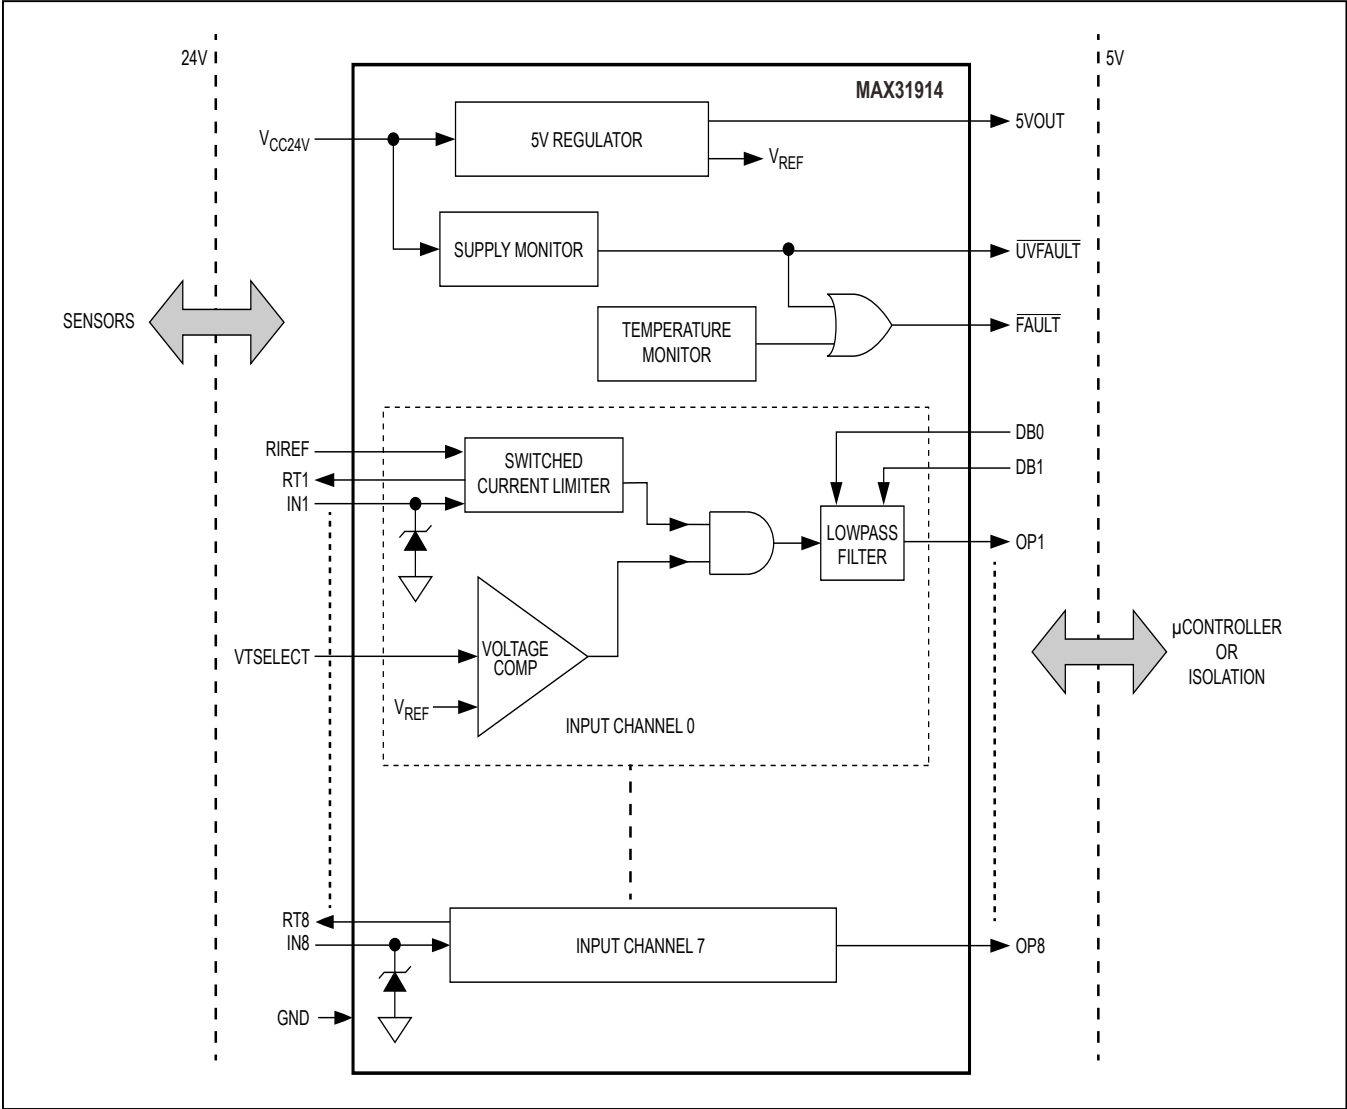 24V
5V
MAX31914
VCC24V
5V REGULATOR
5VOUT
VREF
SUPPLY MONITOR
UVFAULT
SENSORS
TEMPERATURE
MONITOR
FAULT
RIREF
RT1
IN1
SWITCHED
CURRENT LIMITER
DB0
DB1
LOWPASS
FILTER
OP1
VTSELECT
VOLTAGE
COMP
VREF
INPUT CHANNEL 0
µCONTROLLER
OR
ISOLATION
RT8
IN8
INPUT CHANNEL 7
OP8
GND